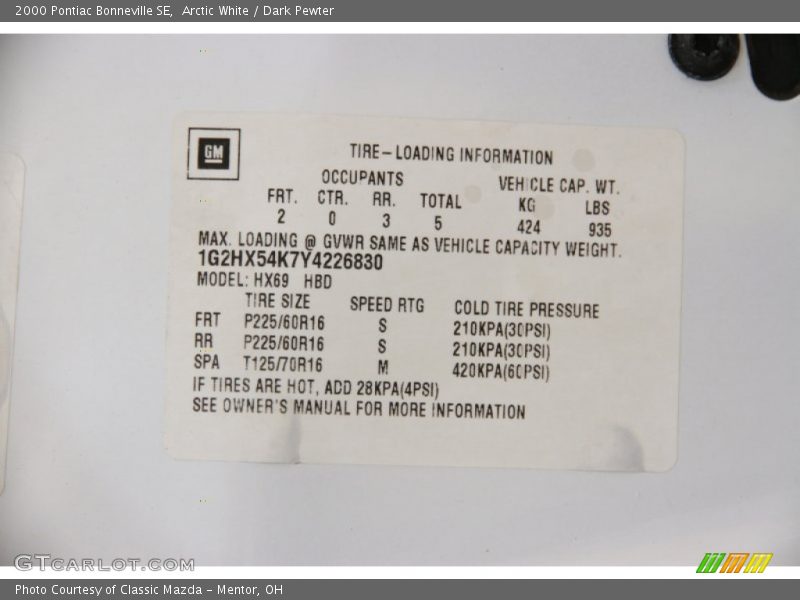 2000 Pontiac Bonneville SE,  Arctic White / Dark Pewter
GM
TIRE-LOADING INFORMATION
OCCUPANTS VEHICLE CAP. WT.
FRT. CTR. RR. TOTAL KG LBS
2 0 3 5 424 935
MAX. LOADING @ GVWR SAME AS VEHICLE CAPACITY WEIGHT.
1G2HX54K7Y4226830
MODEL: HX69 HBD
TIRE SIZE SPEED RTG COLD TIRE PRESSURE
FRT P225/60R16 S 210KPA(30PSI)
RR P225/60R16 S 210KPA(30PSI)
SPA T125/70R16 M 420KPA(60PSI)
IF TIRES ARE HOT, ADD 28KPA(4PSI)
SEE OWNER'S MANUAL FOR MORE INFORMATION
GTCARLOT.COM
Photo Courtesy of Classic Mazda - Mentor, OH